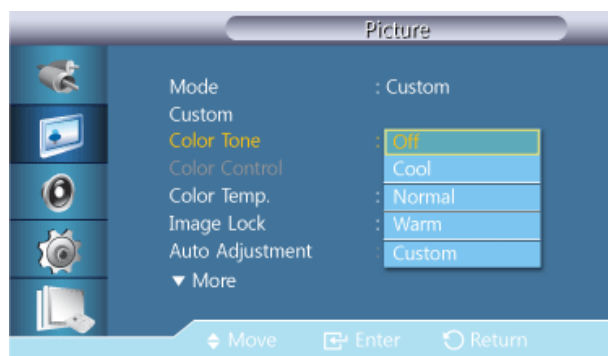 Picture
Mode : Custom
Custom
Color Tone : Off
Color Control Cool
Color Temp. : Normal
Image Lock : Warm
Auto Adjustment : Custom
▼ More
Move Enter Return